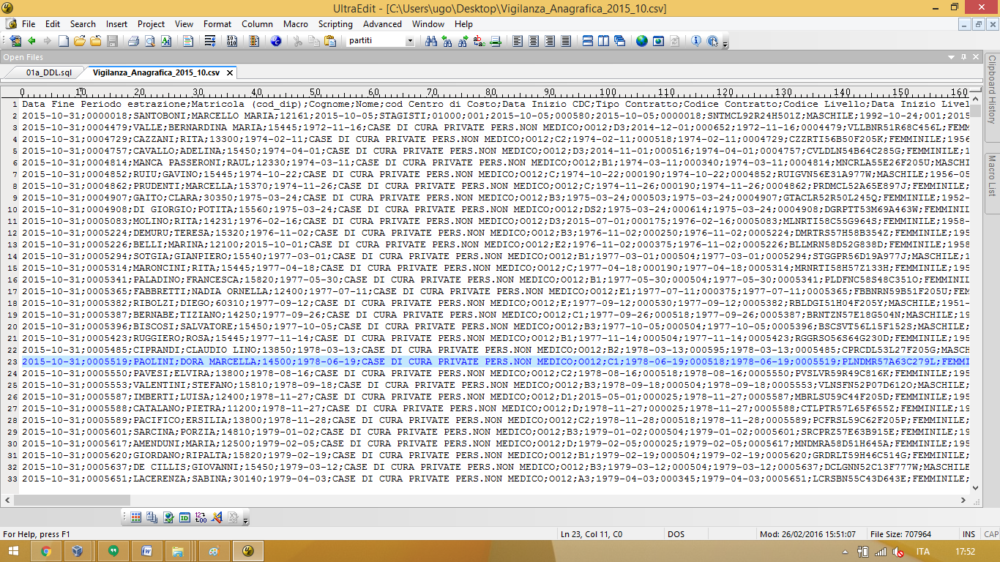 UltraEdit - [C:\Users\ugo\Desktop\Vigilanza_Anagrafica_2015_10.csv]
File Edit Search Insert Project View Format Column Macro Scripting Advanced Window Help
partiti
Open Files
01a_DDL.sql Vigilanza_Anagrafica_2015_10.csv
Clipboard History
Macro List
0 10 20 30 40 50 60 70 80 90 100 110 120 130 140 150 160
1 Data Fine Periodo estrazione;Matricola (cod_dip);Cognome;Nome;cod Centro di Costo;Data Inizio CDC;Tipo Contratto;Codice Contratto;Codice Livello;Data Inizio Livel
2 2015-10-31;0000018;SANTOBONI;MARCELLO MARIA;12161;2015-10-05;STAGISTI;01000;001;2015-10-05;000580;2015-10-05;0000018;SNTMCL92R24H501Z;MASCHILE;1992-10-24;001;2015
3 2015-10-31;0004479;VALLE;BERNARDINA MARIA;15445;1972-11-16;CASE DI CURA PRIVATE PERS.NON MEDICO;O012;D3;2014-12-01;000652;1972-11-16;0004479;VLLBNR51R68C456L;FEMM
4 2015-10-31;0004729;CAZZANI;RITA;13300;1974-02-11;CASE DI CURA PRIVATE PERS.NON MEDICO;O012;C2;1974-02-11;000518;1974-02-11;0004729;CZZRTI56B50F205K;FEMMINILE;1956
5 2015-10-31;0004757;CAVALLO;ADELINA;15450;1974-04-01;CASE DI CURA PRIVATE PERS.NON MEDICO;O012;D3;2014-11-01;000516;1974-04-01;0004757;CVLDLN54B64C285G;FEMMINILE;
6 2015-10-31;0004814;MANCA PASSERONI;RAUL;12330;1974-03-11;CASE DI CURA PRIVATE PERS.NON MEDICO;O012;B1;1974-03-11;000340;1974-03-11;0004814;MNCRLA55E26F205U;MASCHI
7 2015-10-31;0004852;RUIU;GAVINO;15445;1974-10-22;CASE DI CURA PRIVATE PERS.NON MEDICO;O012;C;1974-10-22;000190;1974-10-22;0004852;RUIGVN56E31A977W;MASCHILE;1956-05
8 2015-10-31;0004862;PRUDENTI;MARCELLA;15370;1974-11-26;CASE DI CURA PRIVATE PERS.NON MEDICO;O012;C;1974-11-26;000190;1974-11-26;0004862;PRDMCL52A65E897J;FEMMINILE;
9 2015-10-31;0004907;GAITO;CLARA;30350;1975-03-24;CASE DI CURA PRIVATE PERS.NON MEDICO;O012;B3;1975-03-24;000503;1975-03-24;0004907;GTACLR52R50L245Q;FEMMINILE;1952-
10 2015-10-31;0004908;DI GIORGIO;POTITA;15560;1975-03-24;CASE DI CURA PRIVATE PERS.NON MEDICO;O012;DS2;1975-03-24;000614;1975-03-24;0004908;DGRPTT53M69A463W;FEMMINIL
11 2015-10-31;0005083;MOLINO;RITA;14231;1976-02-16;CASE DI CURA PRIVATE PERS.NON MEDICO;O012;D3;2015-07-01;000175;1976-02-16;0005083;MLNRTI58C55G964S;FEMMINILE;1958-
12 2015-10-31;0005224;DEMURU;TERESA;15320;1976-11-02;CASE DI CURA PRIVATE PERS.NON MEDICO;O012;B3;1976-11-02;000250;1976-11-02;0005224;DMRTRS57H58B354Z;FEMMINILE;195
13 2015-10-31;0005226;BELLI;MARINA;12100;2015-10-01;CASE DI CURA PRIVATE PERS.NON MEDICO;O012;E2;1976-11-02;000375;1976-11-02;0005226;BLLMRN58D52G838D;FEMMINILE;1958
14 2015-10-31;0005294;SOTGIA;GIANPIERO;15540;1977-03-01;CASE DI CURA PRIVATE PERS.NON MEDICO;O012;B1;1977-03-01;000504;1977-03-01;0005294;STGGPR56D19A977J;MASCHILE;1
15 2015-10-31;0005314;MARONCINI;RITA;15445;1977-04-18;CASE DI CURA PRIVATE PERS.NON MEDICO;O012;C;1977-04-18;000190;1977-04-18;0005314;MRNRTI58H57Z133H;FEMMINILE;195
16 2015-10-31;0005341;PALADINO;FRANCESCA;15820;1977-05-30;CASE DI CURA PRIVATE PERS.NON MEDICO;O012;B1;1977-05-30;000595;1977-05-30;0005341;PLDFNC58S48C351O;FEMMINIL
17 2015-10-31;0005365;FABBRETTI;NADIA ORNELLA;12400;1977-07-11;CASE DI CURA PRIVATE PERS.NON MEDICO;O012;E1;1977-07-11;000375;1977-07-11;0005365;FBBNRN59B51F205U;FEM
18 2015-10-31;0005382;RIBOLZI;DIEGO;60310;1977-09-12;CASE DI CURA PRIVATE PERS.NON MEDICO;O012;E;1977-09-12;000530;1977-09-12;0005382;RBLDGI51H04F205Y;MASCHILE;1951-
19 2015-10-31;0005387;BERNABE;TIZIANO;14250;1977-09-26;CASE DI CURA PRIVATE PERS.NON MEDICO;O012;C1;1977-09-26;000518;1977-09-26;0005387;BRNTZN57E18G504N;MASCHILE;19
20 2015-10-31;0005396;BISCOSI;SALVATORE;15450;1977-10-05;CASE DI CURA PRIVATE PERS.NON MEDICO;O012;B3;1977-10-05;000504;1977-10-05;0005396;BSCSVT56L15F152S;MASCHILE;
21 2015-10-31;0005423;RUGGIERO;ROSA;15445;1977-11-14;CASE DI CURA PRIVATE PERS.NON MEDICO;O012;B1;1977-11-14;000504;1977-11-14;0005423;RGGRSO56S64G230D;FEMMINILE;195
22 2015-10-31;0005485;CIPRANDI;CLAUDIO LINO;13850;1978-03-13;CASE DI CURA PRIVATE PERS.NON MEDICO;O012;B2;1978-03-13;000595;1978-03-13;0005485;CPRCDL53L27F205G;MASCH
23 2015-10-31;0005519;PAOLINI;DORA MARCELLA;14500;1978-06-19;CASE DI CURA PRIVATE PERS.NON MEDICO;O012;C1;1978-06-19;000518;1978-06-19;0005519;PLNDMR57A63C279L;FEMMI
24 2015-10-31;0005550;PAVESI;ELVIRA;13800;1978-08-16;CASE DI CURA PRIVATE PERS.NON MEDICO;O012;C2;1978-08-16;000518;1978-08-16;0005550;PVSLVR59R49C816K;FEMMINILE;195
25 2015-10-31;0005553;VALENTINI;STEFANO;15810;1978-09-18;CASE DI CURA PRIVATE PERS.NON MEDICO;O012;B3;1978-09-18;000504;1978-09-18;0005553;VLNSFN52P07D612O;MASCHILE;
26 2015-10-31;0005587;IMBERTI;LUISA;12400;1978-11-27;CASE DI CURA PRIVATE PERS.NON MEDICO;O012;D1;2015-05-01;000025;1978-11-27;0005587;MBRLSU59C44F205D;FEMMINILE;195
27 2015-10-31;0005588;CATALANO;PIETRA;11200;1978-11-27;CASE DI CURA PRIVATE PERS.NON MEDICO;O012;D;1978-11-27;000025;1978-11-27;0005588;CTLPTR57L65F655Z;FEMMINILE;19
28 2015-10-31;0005589;PACIFICO;ERSILIA;13800;1978-11-28;CASE DI CURA PRIVATE PERS.NON MEDICO;O012;C2;1978-11-28;000518;1978-11-28;0005589;PCFRSL59C62F205P;FEMMINILE;
29 2015-10-31;0005601;SARCINA;PORZIA;14810;1979-01-02;CASE DI CURA PRIVATE PERS.NON MEDICO;O012;B3;1979-01-02;000504;1979-01-02;0005601;SRCPRZ57E63B915E;FEMMINILE;19
30 2015-10-31;0005617;AMENDUNI;MARIA;12500;1979-02-05;CASE DI CURA PRIVATE PERS.NON MEDICO;O012;D;1979-02-05;000025;1979-02-05;0005617;MNDMRA58D51H645A;FEMMINILE;195
31 2015-10-31;0005620;GIORDANO;RIPALTA;15820;1979-02-19;CASE DI CURA PRIVATE PERS.NON MEDICO;O012;B1;1979-02-19;000504;1979-02-19;0005620;GRDRLT59H46C514G;FEMMINILE;
32 2015-10-31;0005637;DE CILLIS;GIOVANNI;15450;1979-03-12;CASE DI CURA PRIVATE PERS.NON MEDICO;O012;B3;1979-03-12;000504;1979-03-12;0005637;DCLGNN52C13F777W;MASCHILE
33 2015-10-31;0005651;LACERENZA;SABINA;30140;1979-04-03;CASE DI CURA PRIVATE PERS.NON MEDICO;O012;A3;1979-04-03;000345;1979-04-03;0005651;LCRSBN55C43D643E;FEMMINILE;
For Help, press F1 Ln 23, Col 11, C0 DOS Mod: 26/02/2016 15:51:07 File Size: 707964 INS CAP
ITA 17:52